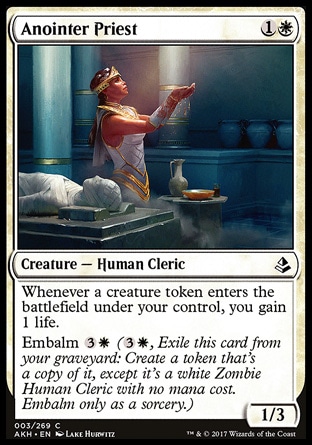 Anointer Priest 1
Creature — Human Cleric
Whenever a creature token enters the
battlefield under your control, you gain
1 life.
Embalm 3 (3, Exile this card from
your graveyard: Create a token that's
a copy of it, except it's a white Zombie
Human Cleric with no mana cost.
Embalm only as a sorcery.)
1/3
003/269 C
AKH • EN Lake Hurwitz
™ & © 2017 Wizards of the Coast